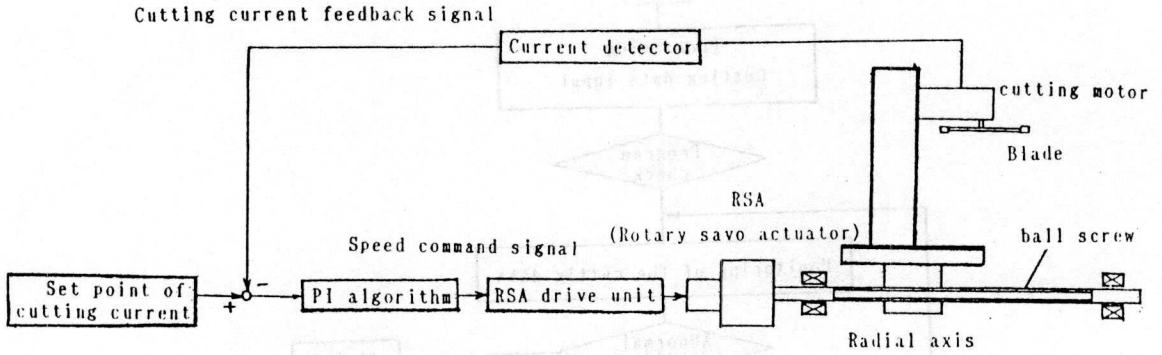 Cutting current feedback signal
Current detector
cutting motor
Blade
RSA
(Rotary savo actuator)
Speed command signal
ball screw
Set point of
cutting current
+
-
PI algorithm
RSA drive unit
Radial axis